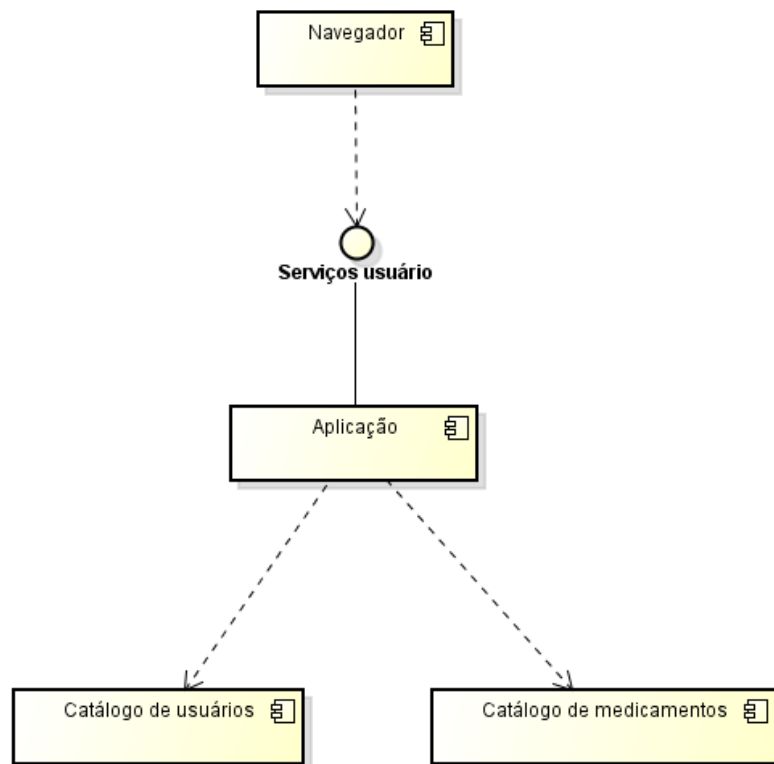 Navegador
Serviços usuário
Aplicação
Catálogo de usuários
Catálogo de medicamentos